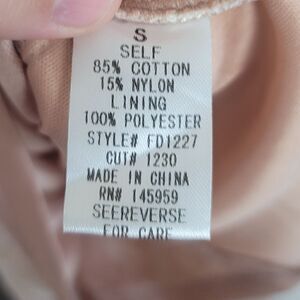 S
SELF
85% COTTON
15% NYLON
LINING
100% POLYESTER
STYLE# FD1227
CUT# 1230
MADE IN CHINA
RN# 145959
SEEREVERSE
FOR CARE